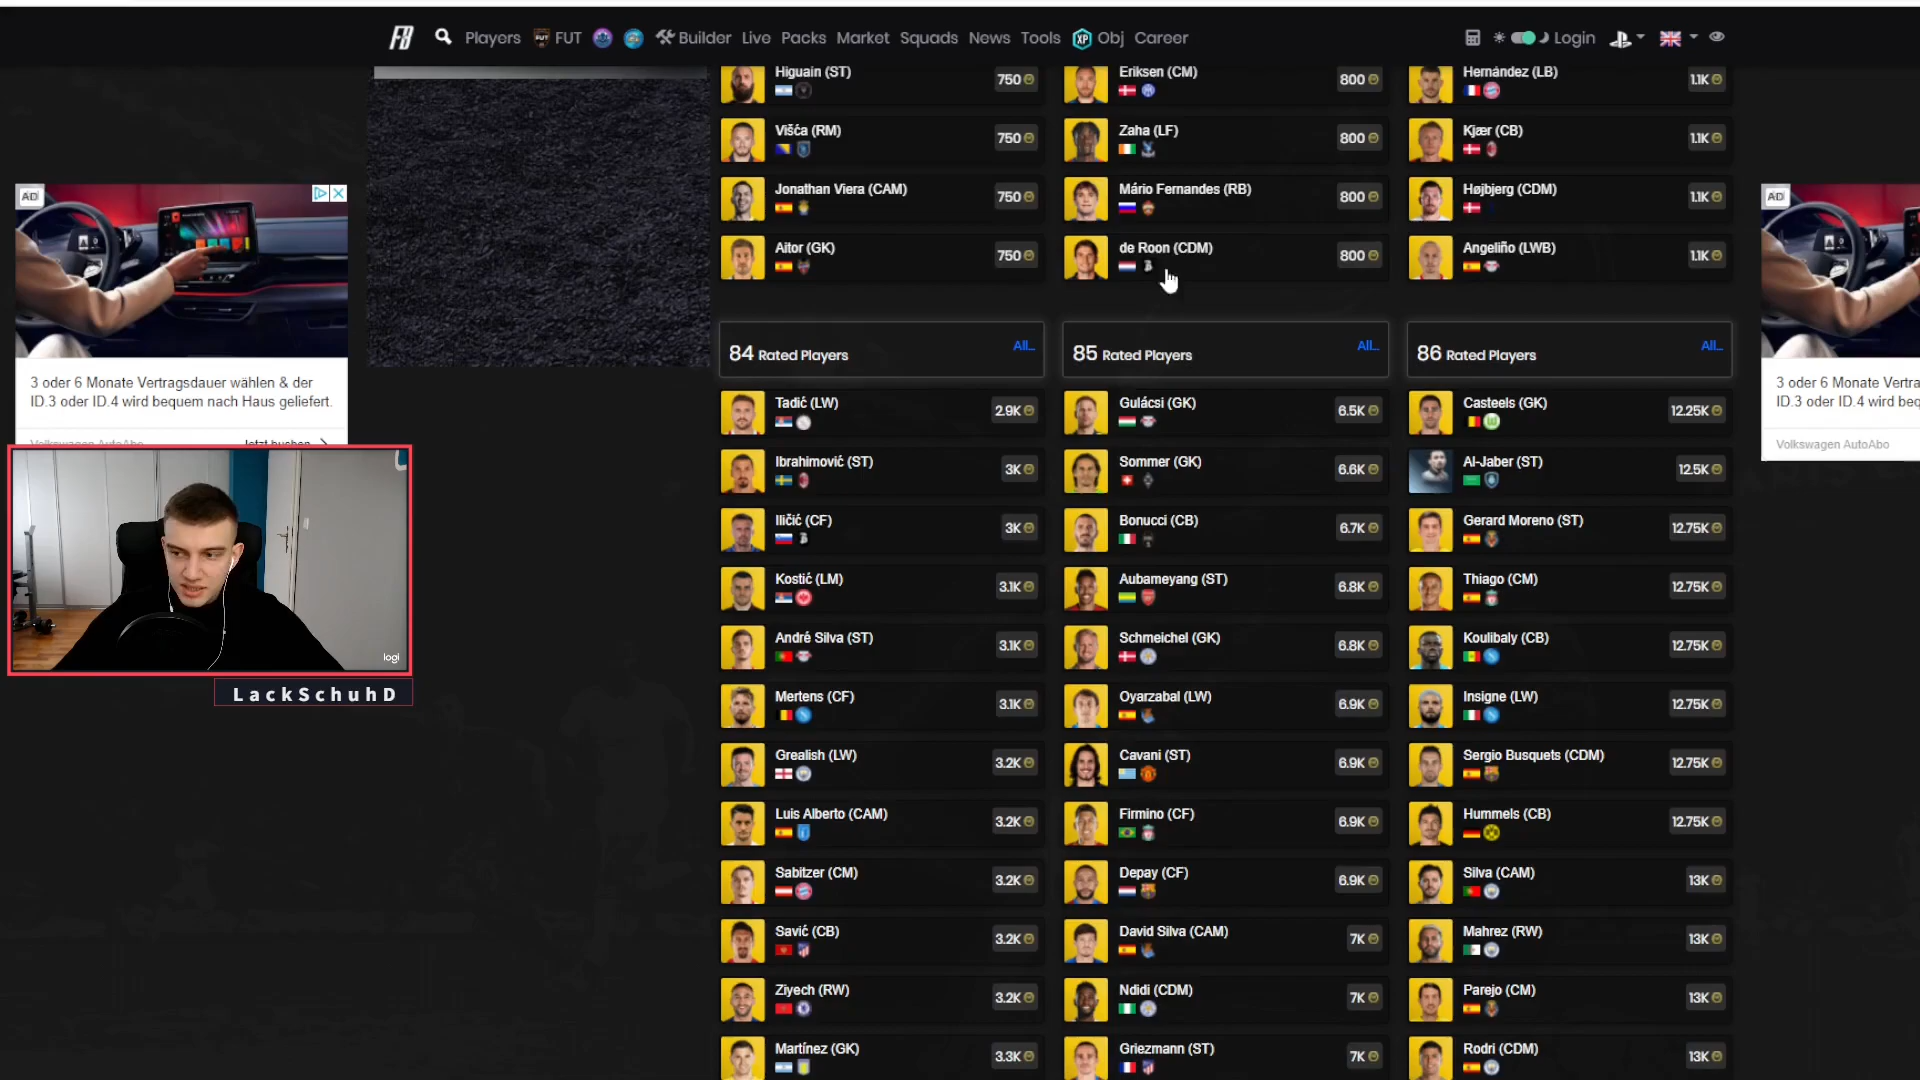 FB Players FUT FUT Builder Live Packs Market Squads News Tools XP Obj Career Login
Higuaín (ST) 750
Eriksen (CM) 800
Hernández (LB) 1.1K
Višća (RM) 750
Zaha (LF) 800
Kjær (CB) 1.1K
Jonathan Viera (CAM) 750
Mário Fernandes (RB) 800
Højbjerg (CDM) 1.1K
Aitor (GK) 750
de Roon (CDM) 800
Angeliño (LWB) 1.1K
84 Rated Players All...
85 Rated Players All...
86 Rated Players All...
Tadić (LW) 2.9K
Gulácsi (GK) 6.5K
Casteels (GK) 12.25K
Ibrahimović (ST) 3K
Sommer (GK) 6.6K
Al-Jaber (ST) 12.5K
Iličić (CF) 3K
Bonucci (CB) 6.7K
Gerard Moreno (ST) 12.75K
Kostić (LM) 3.1K
Aubameyang (ST) 6.8K
Thiago (CM) 12.75K
André Silva (ST) 3.1K
Schmeichel (GK) 6.8K
Koulibaly (CB) 12.75K
Mertens (CF) 3.1K
Oyarzabal (LW) 6.9K
Insigne (LW) 12.75K
Grealish (LW) 3.2K
Cavani (ST) 6.9K
Sergio Busquets (CDM) 12.75K
Luis Alberto (CAM) 3.2K
Firmino (CF) 6.9K
Hummels (CB) 12.75K
Sabitzer (CM) 3.2K
Depay (CF) 6.9K
Silva (CAM) 13K
Savić (CB) 3.2K
David Silva (CAM) 7K
Mahrez (RW) 13K
Ziyech (RW) 3.2K
Ndidi (CDM) 7K
Parejo (CM) 13K
Martínez (GK) 3.3K
Griezmann (ST) 7K
Rodri (CDM) 13K
AD
3 oder 6 Monate Vertragsdauer wählen & der
ID.3 oder ID.4 wird bequem nach Haus geliefert.
Volkswagen AutoAbo Jetzt buchen
logi
LackSchuhD
AD
3 oder 6 Monate Vertra
ID.3 oder ID.4 wird beq
Volkswagen AutoAbo